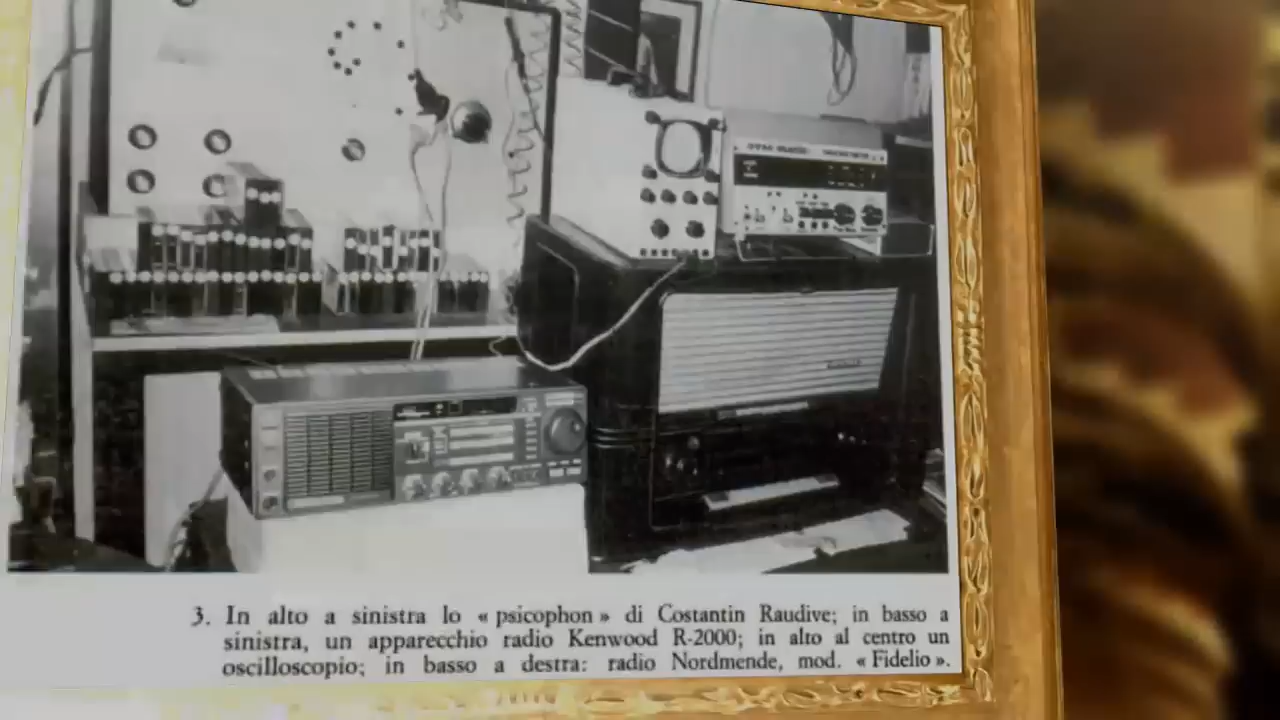 3. In alto a sinistra lo « psicophon » di Costantin Raudive; in basso a
sinistra, un apparecchio radio Kenwood R-2000; in alto al centro un
oscilloscopio; in basso a destra: radio Nordmende, mod. « Fidelio ».